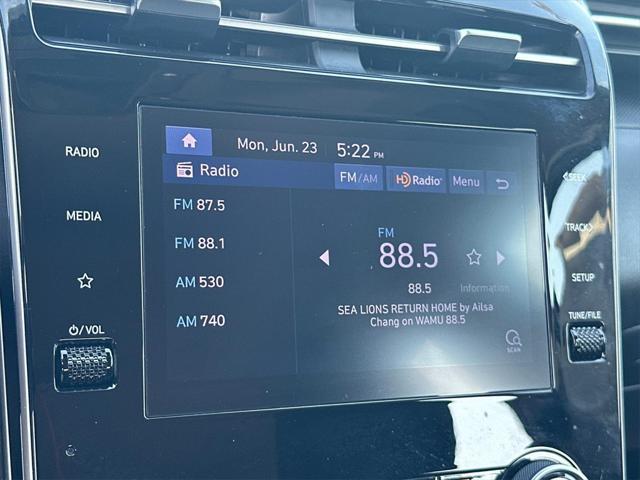 RADIO
MEDIA
⏻/VOL
Mon, Jun. 23 5:22 PM
Radio FM/AM HD Radio Menu
FM 87.5
FM 88.1
AM 530
AM 740
FM
88.5
88.5 Information
SEA LIONS RETURN HOME by Ailsa
Chang on WAMU 88.5
SCAN
<SEEK
TRACK>
SETUP
TUNE/FILE